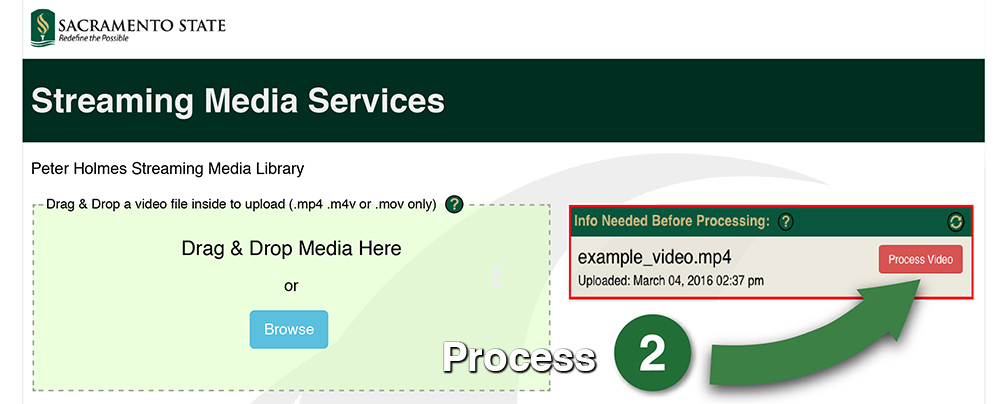 SACRAMENTO STATE
Redefine the Possible
Streaming Media Services
Peter Holmes Streaming Media Library
Drag & Drop a video file inside to upload (.mp4 .m4v or .mov only) ?
Drag & Drop Media Here
or
Browse
Info Needed Before Processing: ?
example_video.mp4
Process Video
Uploaded: March 04, 2016 02:37 pm
Process 2